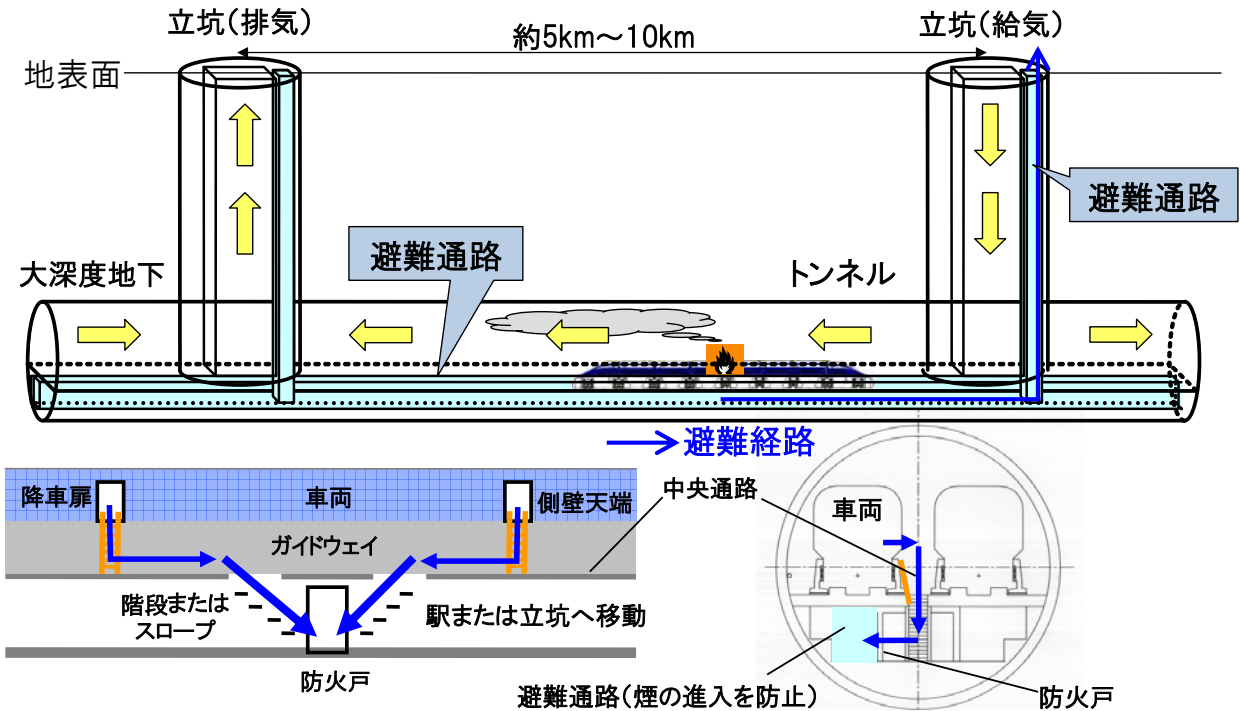 立坑(排気)
約5km～10km
立坑(給気)
地表面
避難通路
避難通路
大深度地下
トンネル
避難経路
降車扉
車両
側壁天端
中央通路
車両
ガイドウェイ
階段または
スロープ
駅または立坑へ移動
防火戸
避難通路(煙の進入を防止)
防火戸